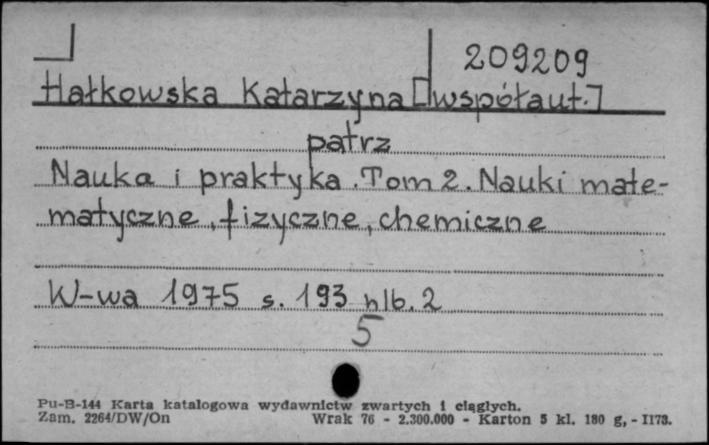 209209
Hałkowska Katarzyna [współaut.]
patrz
Nauka i praktyka. Tom 2. Nauki mate-
matyczne, fizyczne, chemiczne
W-wa 1975 s. 193 nlb. 2
5
Pu-B-144 Karta katalogowa wydawnictw zwartych i ciągłych.
Zam. 2264/DW/On Wrak 76 - 2.300.000 - Karton 5 kl. 180 g, - I173.